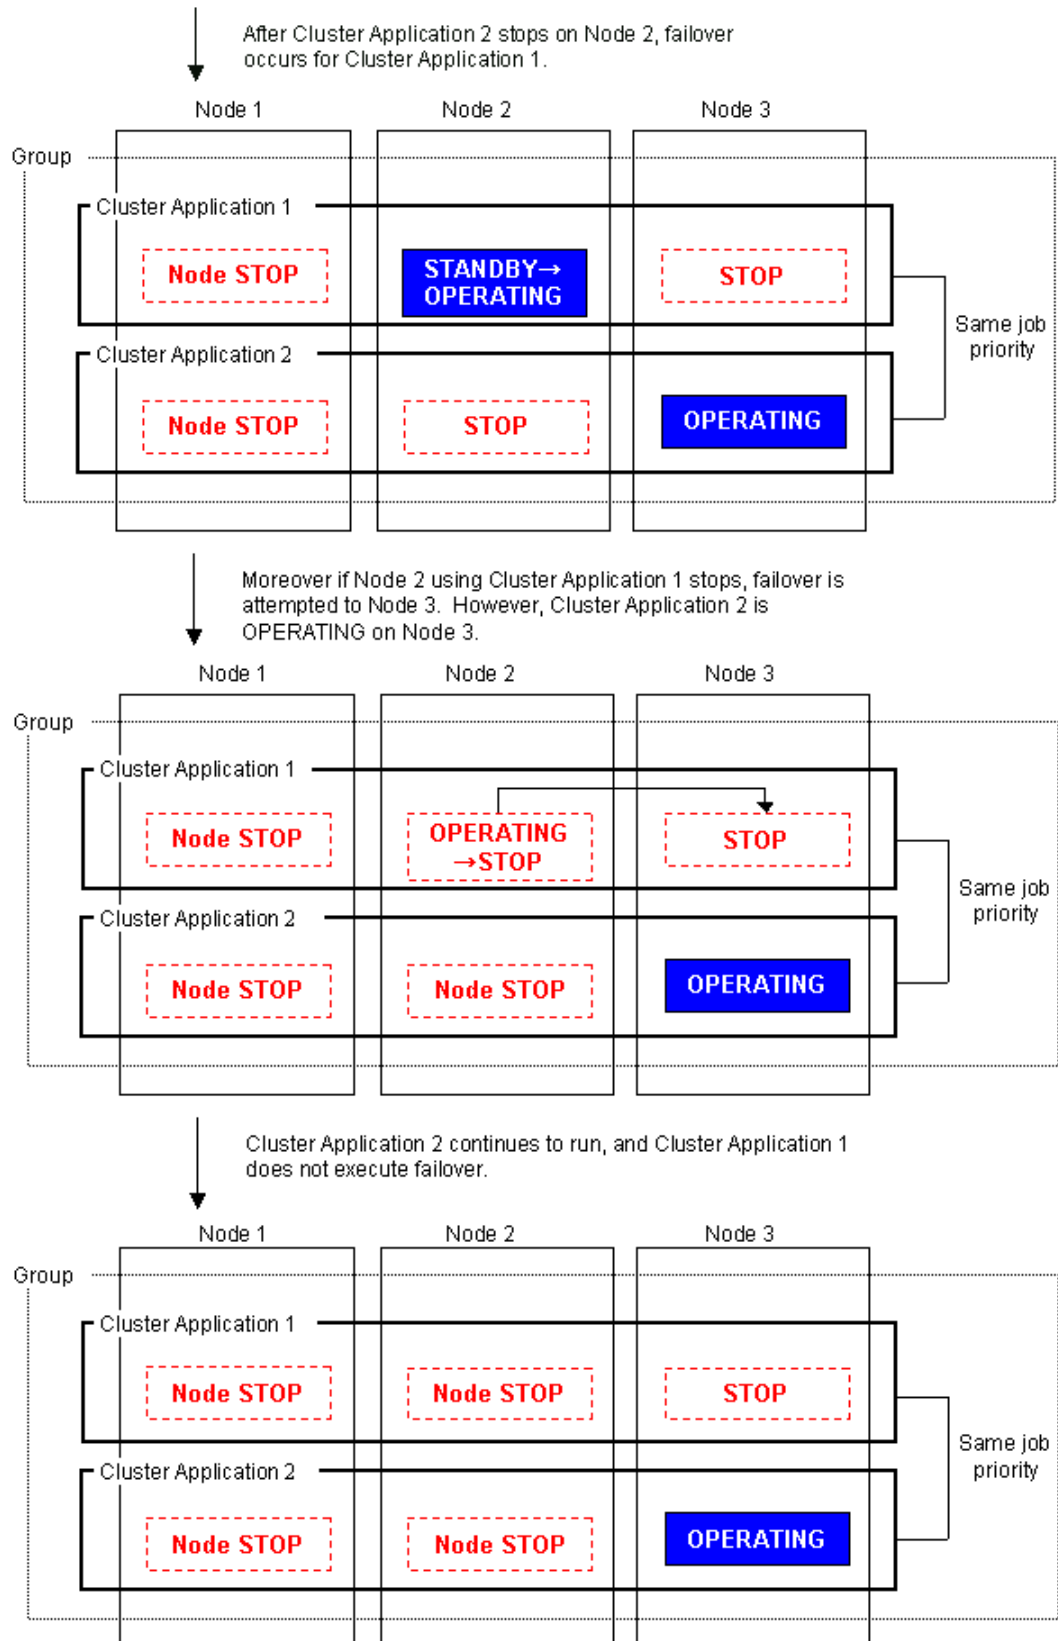 After Cluster Application 2 stops on Node 2, failover
occurs for Cluster Application 1.
Node 1
Node 2
Node 3
Group
Cluster Application 1
Node STOP
STANDBY→
OPERATING
STOP
Same job
priority
Cluster Application 2
Node STOP
STOP
OPERATING
Moreover if Node 2 using Cluster Application 1 stops, failover is
attempted to Node 3.  However, Cluster Application 2 is
OPERATING on Node 3.
Node 1
Node 2
Node 3
Group
Cluster Application 1
Node STOP
OPERATING
→STOP
STOP
Same job
priority
Cluster Application 2
Node STOP
Node STOP
OPERATING
Cluster Application 2 continues to run, and Cluster Application 1
does not execute failover.
Node 1
Node 2
Node 3
Group
Cluster Application 1
Node STOP
Node STOP
STOP
Same job
priority
Cluster Application 2
Node STOP
Node STOP
OPERATING